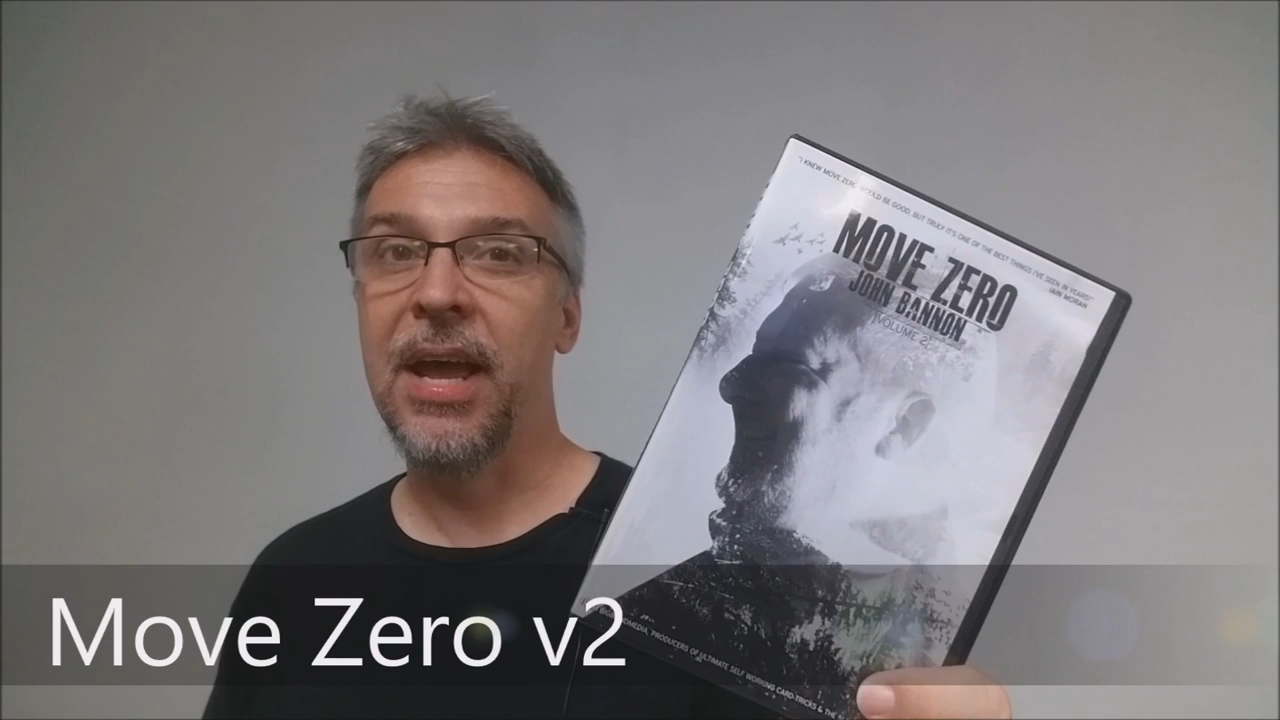 "I KNEW MOVE ZERO WOULD BE GOOD, BUT TRULY IT'S ONE OF THE BEST THINGS I'VE SEEN IN YEARS!"
IAIN MORAN
MOVE ZERO
JOHN BANNON
[VOLUME 2]
PRODUCERS OF ULTIMATE SELF WORKING CARD TRICKS & THE
Move Zero v2